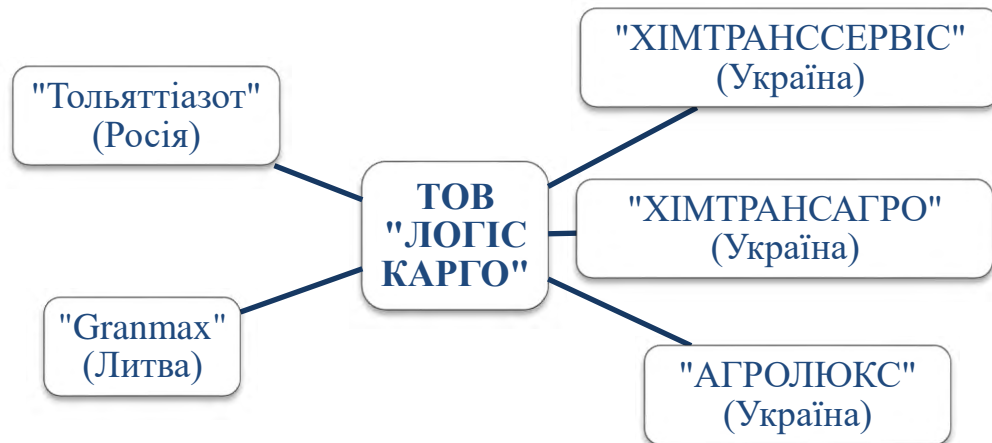 "Тольяттіазот"
(Росія)
"Granmax"
(Литва)
ТОВ
"ЛОГІС
КАРГО"
"ХІМТРАНССЕРВІС"
(Україна)
"ХІМТРАНСАГРО"
(Україна)
"АГРОЛЮКС"
(Україна)